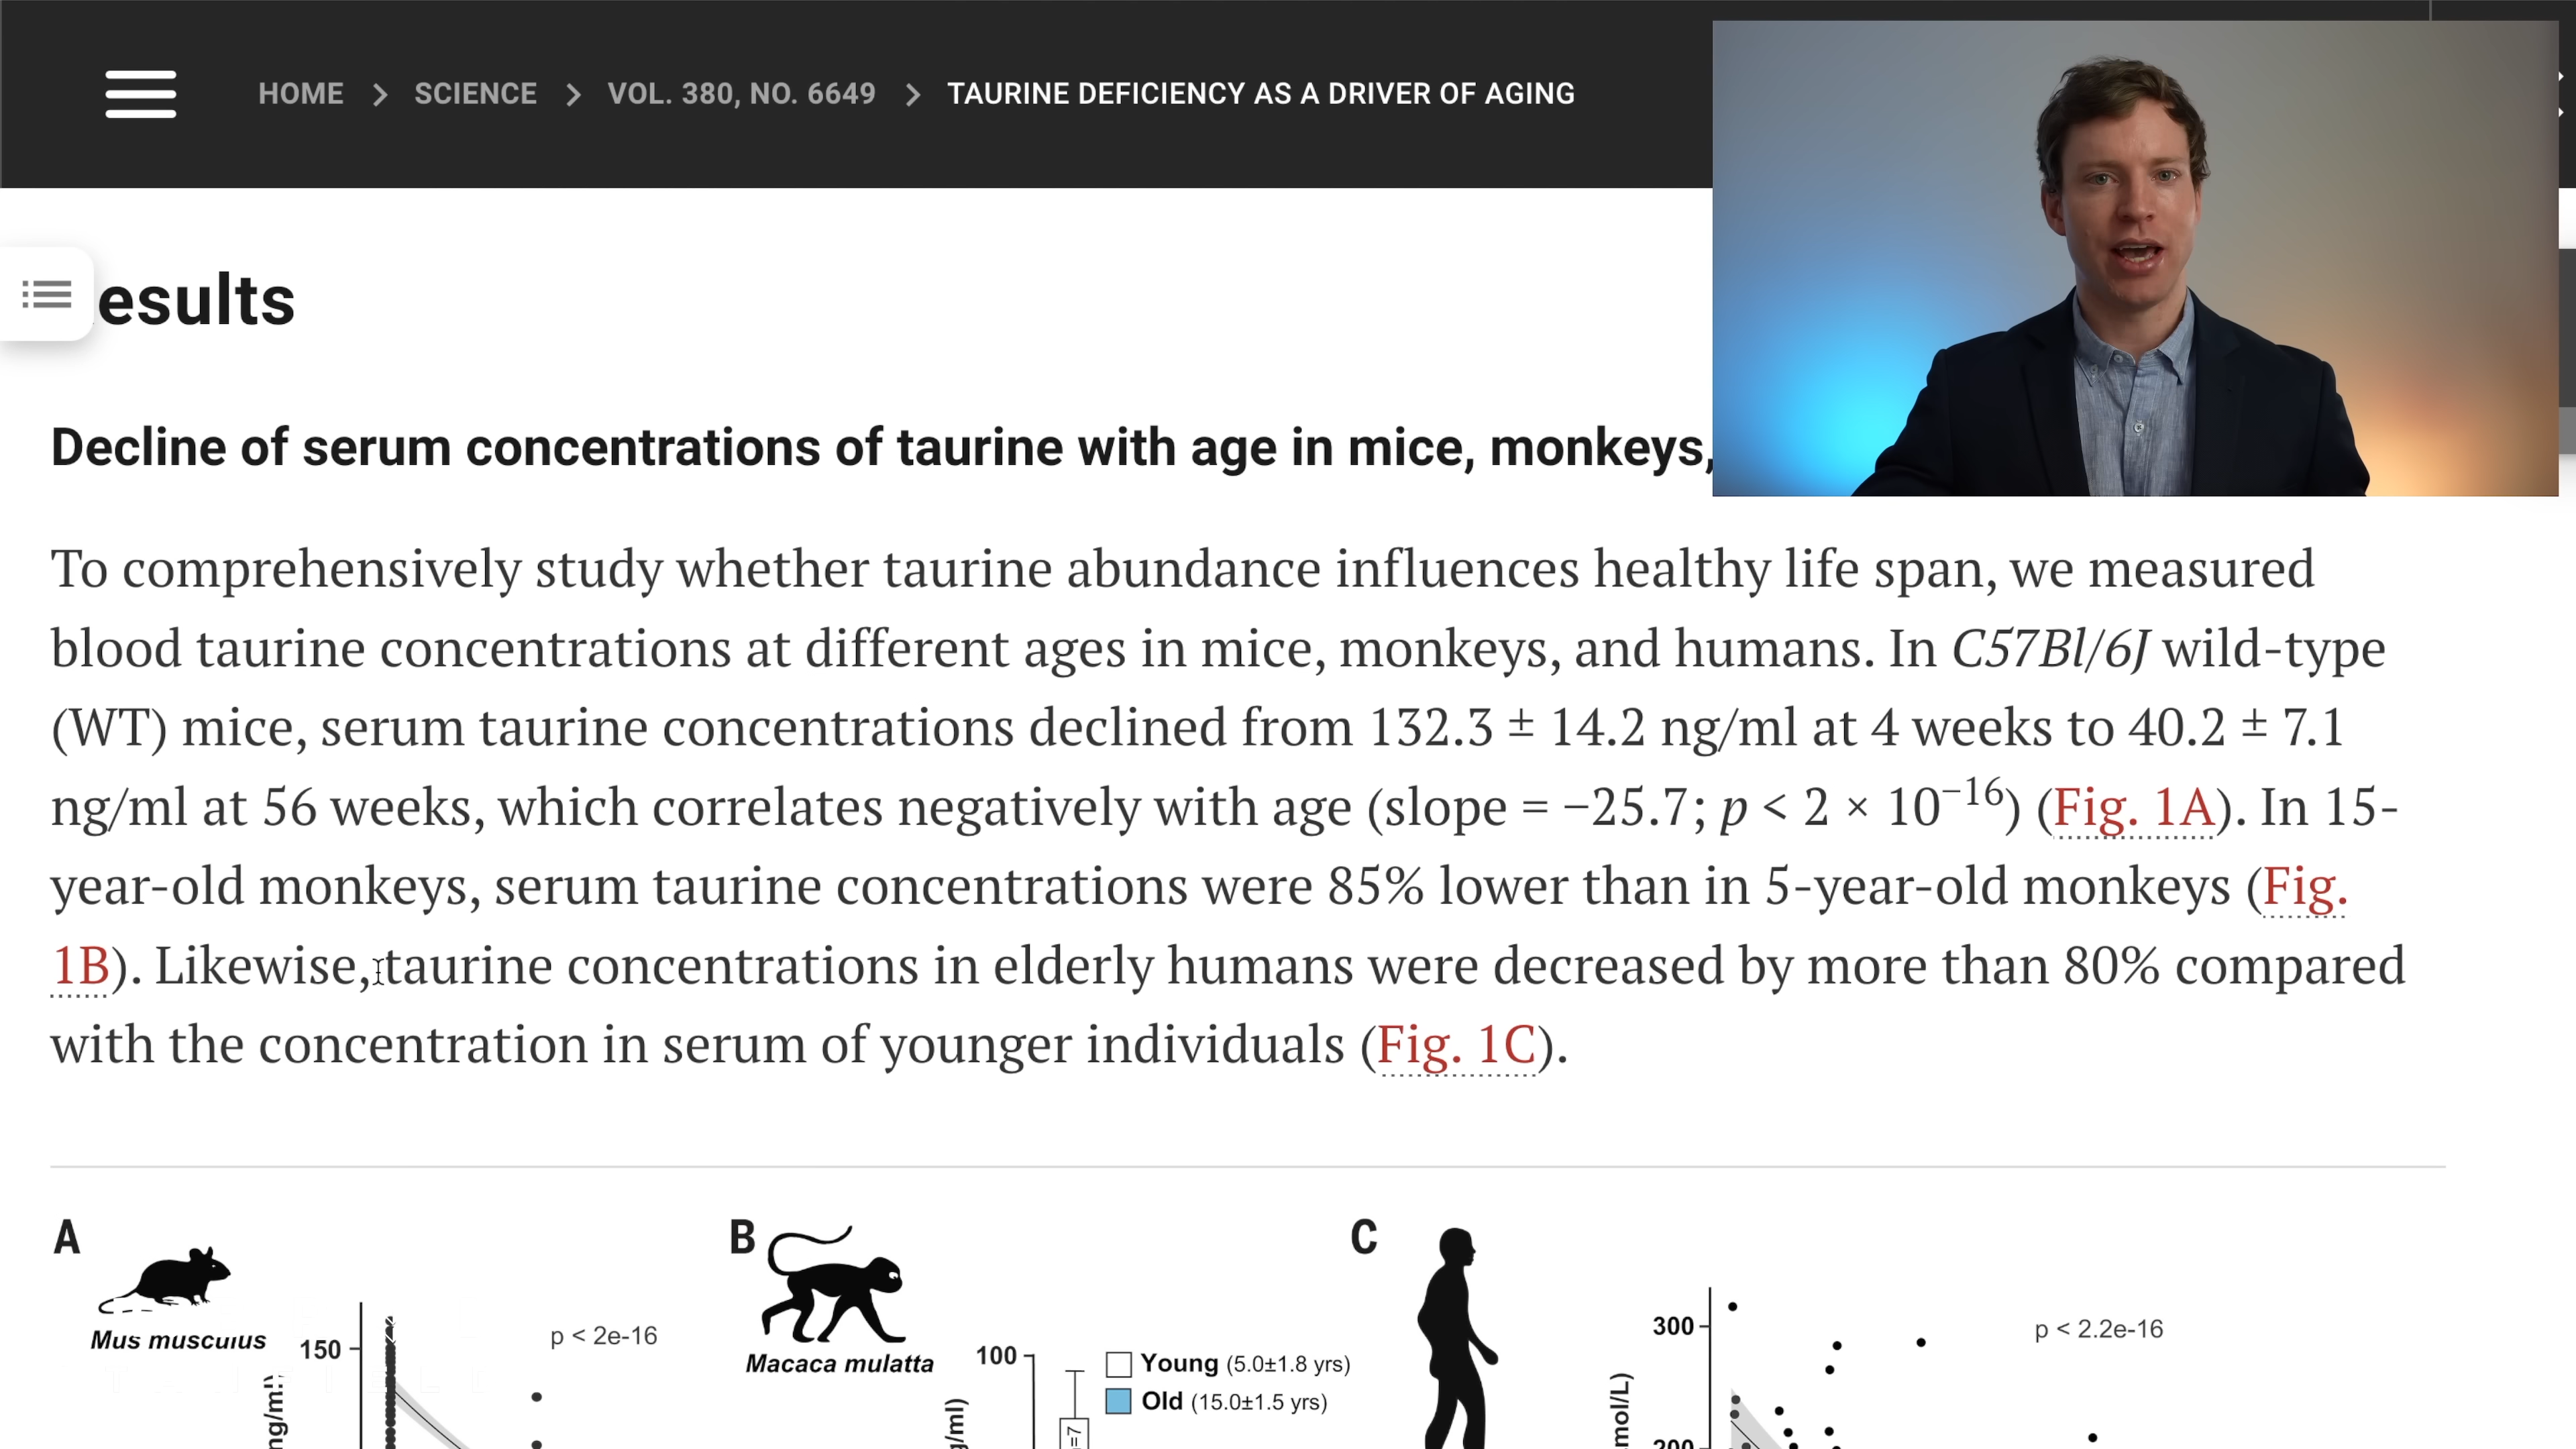 HOME > SCIENCE > VOL. 380, NO. 6649 > TAURINE DEFICIENCY AS A DRIVER OF AGING
esults
Decline of serum concentrations of taurine with age in mice, monkeys,
To comprehensively study whether taurine abundance influences healthy life span, we measured
blood taurine concentrations at different ages in mice, monkeys, and humans. In C57Bl/6J wild-type
(WT) mice, serum taurine concentrations declined from 132.3 ± 14.2 ng/ml at 4 weeks to 40.2 ± 7.1
ng/ml at 56 weeks, which correlates negatively with age (slope = −25.7; p < 2 × 10⁻¹⁶) (Fig. 1A). In 15-
year-old monkeys, serum taurine concentrations were 85% lower than in 5-year-old monkeys (Fig.
1B). Likewise, taurine concentrations in elderly humans were decreased by more than 80% compared
with the concentration in serum of younger individuals (Fig. 1C).
A
Mus musculus
150
p < 2e-16
ng/ml
B
Macaca mulatta
100
Young (5.0±1.8 yrs)
Old (15.0±1.5 yrs)
g/ml)
=7
C
300
200
p < 2.2e-16
mol/L)